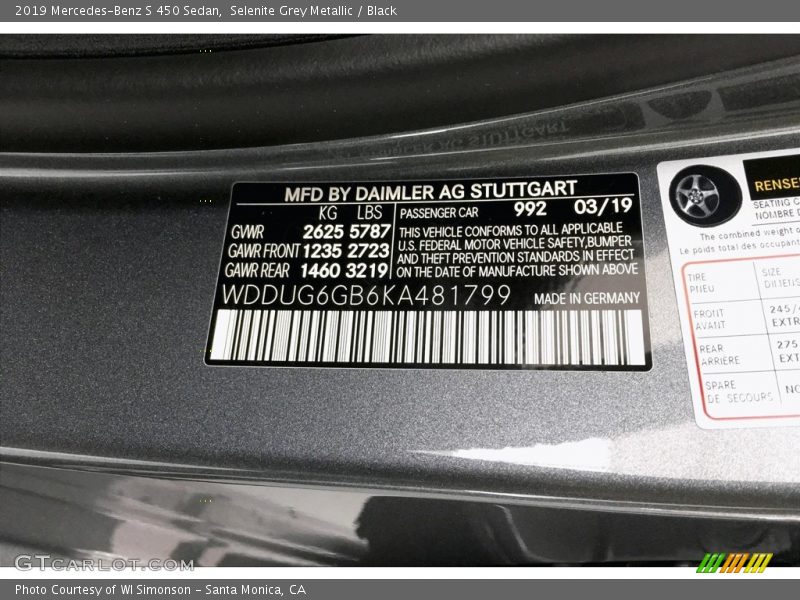 2019 Mercedes-Benz S 450 Sedan, Selenite Grey Metallic / Black
MFD BY DAIMLER AG STUTTGART
KG LBS
GVWR 2625 5787
GAWR FRONT 1235 2723
GAWR REAR 1460 3219
PASSENGER CAR 992 03/19
THIS VEHICLE CONFORMS TO ALL APPLICABLE
U.S. FEDERAL MOTOR VEHICLE SAFETY, BUMPER
AND THEFT PREVENTION STANDARDS IN EFFECT
ON THE DATE OF MANUFACTURE SHOWN ABOVE
WDDUG6GB6KA481799 MADE IN GERMANY
RENSE
SEATING
NOMBRE
The combined weight
Le poids total des occupant
TIRE SIZE
PNEU DIMENS
FRONT 245/
AVANT EXTR
REAR 275
ARRIERE EXT
SPARE NO
DE SECOURS
GTCarLot.com
Photo Courtesy of WI Simonson - Santa Monica, CA